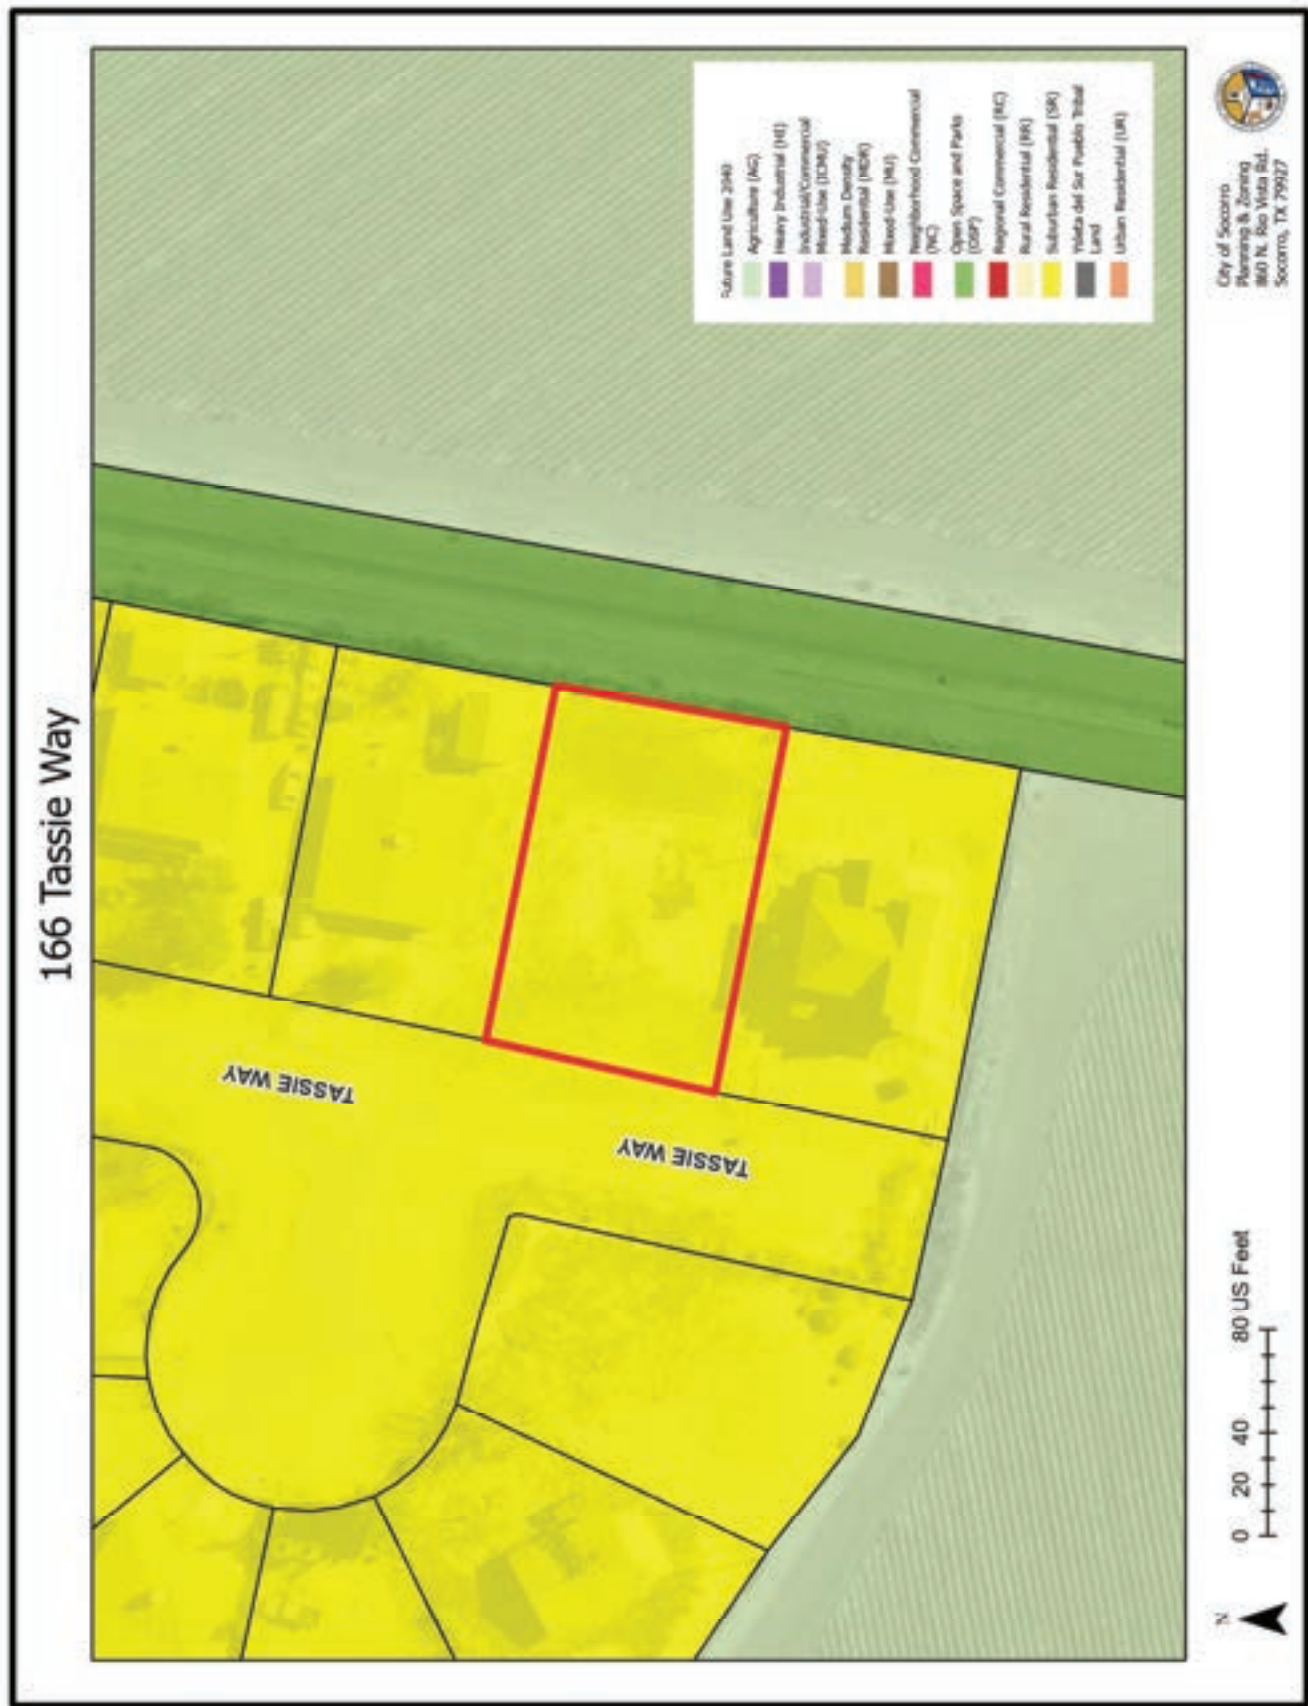 166 Tassie Way
TASSIE WAY
TASSIE WAY
Future Land Use 2040
Agriculture (AG)
Heavy Industrial (HI)
Industrial/Commercial
Mixed-Use (ICMU)
Medium Density
Residential (MDR)
Mixed-Use (MU)
Neighborhood Commercial
(NC)
Open Space and Parks
(OSP)
Regional Commercial (RC)
Rural Residential (RR)
Suburban Residential (SR)
Ysleta del Sur Pueblo Tribal
Land
Urban Residential (UR)
N
0 20 40 80 US Feet
City of Socorro
Planning & Zoning
860 N. Rio Vista Rd.
Socorro, TX 79927